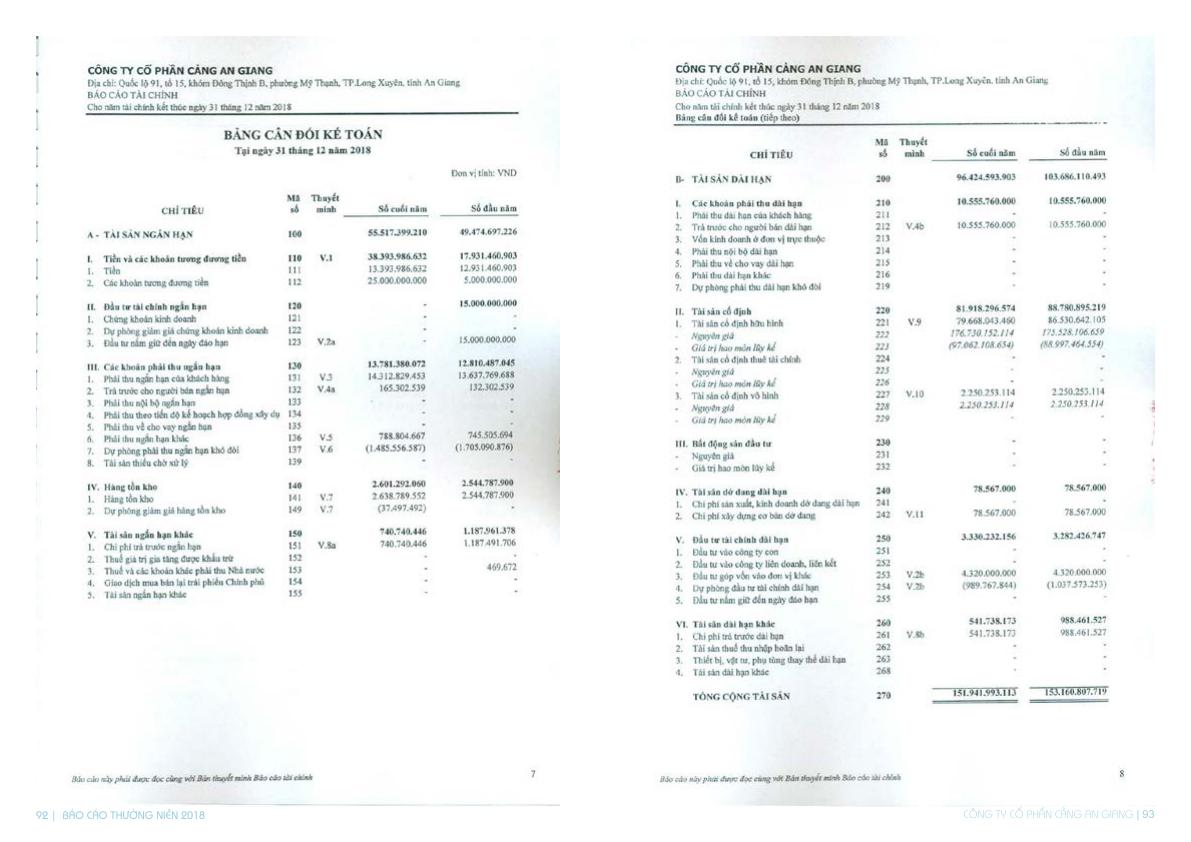 CÔNG TY CỔ PHẦN CẢNG AN GIANG
Địa chỉ: Quốc lộ 91, tổ 15, khóm Đông Thịnh B, phường Mỹ Thạnh, TP.Long Xuyên, tỉnh An Giang
BÁO CÁO TÀI CHÍNH
Cho năm tài chính kết thúc ngày 31 tháng 12 năm 2018
BẢNG CÂN ĐỐI KẾ TOÁN
Tại ngày 31 tháng 12 năm 2018
Đơn vị tính: VND
CHỈ TIÊU Mã số Thuyết minh Số cuối năm Số đầu năm
A - TÀI SẢN NGẮN HẠN 100 55.517.399.210 49.474.697.226
I. Tiền và các khoản tương đương tiền 110 V.1 38.393.986.632 17.931.460.903
1. Tiền 111 13.393.986.632 12.931.460.903
2. Các khoản tương đương tiền 112 25.000.000.000 5.000.000.000
II. Đầu tư tài chính ngắn hạn 120 - 15.000.000.000
1. Chứng khoán kinh doanh 121 - -
2. Dự phòng giảm giá chứng khoán kinh doanh 122 - -
3. Đầu tư nắm giữ đến ngày đáo hạn 123 V.2a - 15.000.000.000
III. Các khoản phải thu ngắn hạn 130 13.781.380.072 12.810.487.045
1. Phải thu ngắn hạn của khách hàng 131 V.3 14.312.829.453 13.637.769.688
2. Trả trước cho người bán ngắn hạn 132 V.4a 165.302.539 132.302.539
3. Phải thu nội bộ ngắn hạn 133 - -
4. Phải thu theo tiến độ kế hoạch hợp đồng xây dự 134 - -
5. Phải thu về cho vay ngắn hạn 135 - -
6. Phải thu ngắn hạn khác 136 V.5 788.804.667 745.505.694
7. Dự phòng phải thu ngắn hạn khó đòi 137 V.6 (1.485.556.587) (1.705.090.876)
8. Tài sản thiếu chờ xử lý 139 - -
IV. Hàng tồn kho 140 2.601.292.060 2.544.787.900
1. Hàng tồn kho 141 V.7 2.638.789.552 2.544.787.900
2. Dự phòng giảm giá hàng tồn kho 149 V.7 (37.497.492) -
V. Tài sản ngắn hạn khác 150 740.740.446 1.187.961.378
1. Chi phí trả trước ngắn hạn 151 V.8a 740.740.446 1.187.491.706
2. Thuế giá trị gia tăng được khấu trừ 152 - -
3. Thuế và các khoản khác phải thu Nhà nước 153 - 469.672
4. Giao dịch mua bán lại trái phiếu Chính phủ 154 - -
5. Tài sản ngắn hạn khác 155 - -
Báo cáo này phải được đọc cùng với Bản thuyết minh Báo cáo tài chính 7
92 | BÁO CÁO THƯỜNG NIÊN 2018
CÔNG TY CỔ PHẦN CẢNG AN GIANG
Địa chỉ: Quốc lộ 91, tổ 15, khóm Đông Thịnh B, phường Mỹ Thạnh, TP.Long Xuyên, tỉnh An Giang
BÁO CÁO TÀI CHÍNH
Cho năm tài chính kết thúc ngày 31 tháng 12 năm 2018
Bảng cân đối kế toán (tiếp theo)
CHỈ TIÊU Mã số Thuyết minh Số cuối năm Số đầu năm
B- TÀI SẢN DÀI HẠN 200 96.424.593.903 103.686.110.493
I. Các khoản phải thu dài hạn 210 10.555.760.000 10.555.760.000
1. Phải thu dài hạn của khách hàng 211 - -
2. Trả trước cho người bán dài hạn 212 V.4b 10.555.760.000 10.555.760.000
3. Vốn kinh doanh ở đơn vị trực thuộc 213 - -
4. Phải thu nội bộ dài hạn 214 - -
5. Phải thu về cho vay dài hạn 215 - -
6. Phải thu dài hạn khác 216 - -
7. Dự phòng phải thu dài hạn khó đòi 219 - -
II. Tài sản cố định 220 81.918.296.574 88.780.895.219
1. Tài sản cố định hữu hình 221 V.9 79.668.043.460 86.530.642.105
- Nguyên giá 222 176.730.152.114 175.528.106.659
- Giá trị hao mòn lũy kế 223 (97.062.108.654) (88.997.464.554)
2. Tài sản cố định thuê tài chính 224 - -
- Nguyên giá 225 - -
- Giá trị hao mòn lũy kế 226 - -
3. Tài sản cố định vô hình 227 V.10 2.250.253.114 2.250.253.114
- Nguyên giá 228 2.250.253.114 2.250.253.114
- Giá trị hao mòn lũy kế 229 - -
III. Bất động sản đầu tư 230 - -
- Nguyên giá 231 - -
- Giá trị hao mòn lũy kế 232 - -
IV. Tài sản dở dang dài hạn 240 78.567.000 78.567.000
1. Chi phí sản xuất, kinh doanh dở dang dài hạn 241 - -
2. Chi phí xây dựng cơ bản dở dang 242 V.11 78.567.000 78.567.000
V. Đầu tư tài chính dài hạn 250 3.330.232.156 3.282.426.747
1. Đầu tư vào công ty con 251 - -
2. Đầu tư vào công ty liên doanh, liên kết 252 - -
3. Đầu tư góp vốn vào đơn vị khác 253 V.2b 4.320.000.000 4.320.000.000
4. Dự phòng đầu tư tài chính dài hạn 254 V.2b (989.767.844) (1.037.573.253)
5. Đầu tư nắm giữ đến ngày đáo hạn 255 - -
VI. Tài sản dài hạn khác 260 541.738.173 988.461.527
1. Chi phí trả trước dài hạn 261 V.8b 541.738.173 988.461.527
2. Tài sản thuế thu nhập hoãn lại 262 - -
3. Thiết bị, vật tư, phụ tùng thay thế dài hạn 263 - -
4. Tài sản dài hạn khác 268 - -
TỔNG CỘNG TÀI SẢN 270 151.941.993.113 153.160.807.719
Báo cáo này phải được đọc cùng với Bản thuyết minh Báo cáo tài chính 8
CÔNG TY CỔ PHẦN CẢNG AN GIANG | 93